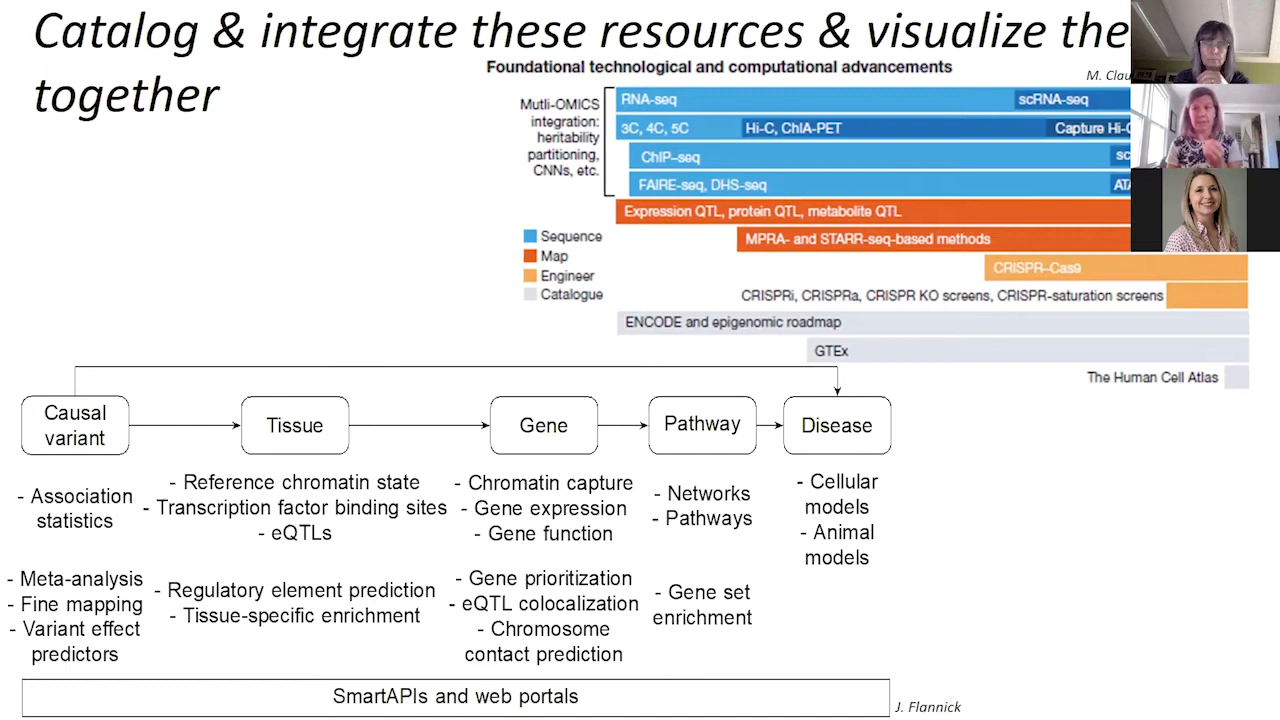 Catalog & integrate these resources & visualize the
together
Foundational technological and computational advancements
M. Clau
Mutli-OMICS
integration:
heritability
partitioning,
CNNs, etc.
RNA-seq
scRNA-seq
3C, 4C, 5C
Hi-C, ChIA-PET
Capture Hi-C
ChIP–seq
sc
FAIRE-seq, DHS-seq
ATA
Expression QTL, protein QTL, metabolite QTL
MPRA- and STARR-seq-based methods
CRISPR–Cas9
CRISPRi, CRISPRa, CRISPR KO screens, CRISPR-saturation screens
ENCODE and epigenomic roadmap
GTEx
The Human Cell Atlas
Sequence
Map
Engineer
Catalogue
Causal
variant
Tissue
Gene
Pathway
Disease
- Association
statistics
- Reference chromatin state
- Transcription factor binding sites
- eQTLs
- Chromatin capture
- Gene expression
- Gene function
- Networks
- Pathways
- Cellular
models
- Animal
models
- Meta-analysis
- Fine mapping
- Variant effect
predictors
- Regulatory element prediction
- Tissue-specific enrichment
- Gene prioritization
- eQTL colocalization
- Chromosome
contact prediction
- Gene set
enrichment
SmartAPIs and web portals
J. Flannick